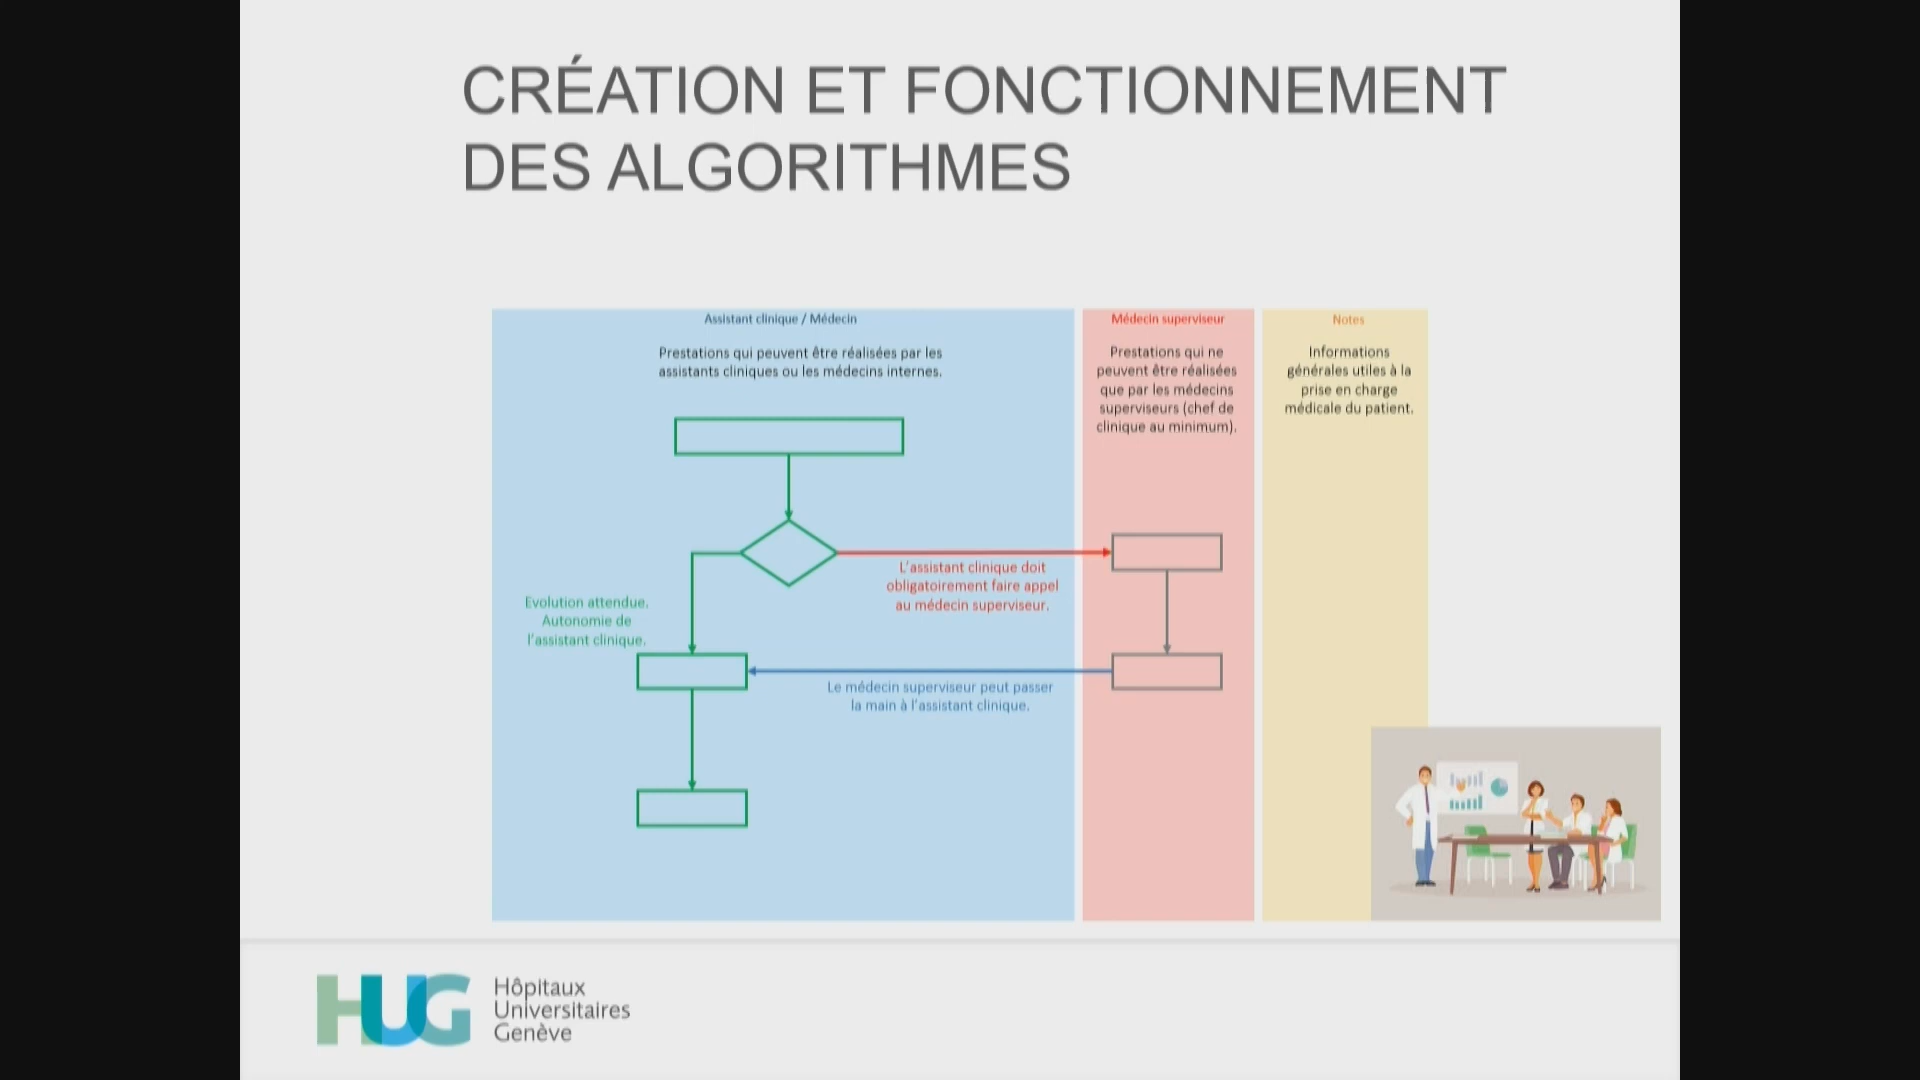 CRÉATION ET FONCTIONNEMENT
DES ALGORITHMES
Assistant clinique / Médecin
Prestations qui peuvent être réalisées par les
assistants cliniques ou les médecins internes.
Médecin superviseur
Prestations qui ne
peuvent être réalisées
que par les médecins
superviseurs (chef de
clinique au minimum).
Notes
Informations
générales utiles à la
prise en charge
médicale du patient.
L'assistant clinique doit
obligatoirement faire appel
au médecin superviseur.
Evolution attendue.
Autonomie de
l'assistant clinique.
Le médecin superviseur peut passer
la main à l'assistant clinique.
HUG
Hôpitaux
Universitaires
Genève